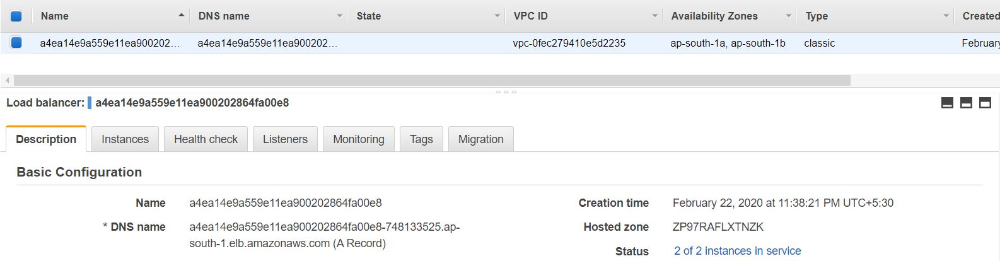 Name DNS name State VPC ID Availability Zones Type Created
a4ea14e9a559e11ea900202... a4ea14e9a559e11ea900202... vpc-0fec279410e5d2235 ap-south-1a, ap-south-1b classic February
Load balancer: a4ea14e9a559e11ea900202864fa00e8
Description Instances Health check Listeners Monitoring Tags Migration
Basic Configuration
Name a4ea14e9a559e11ea900202864fa00e8 Creation time February 22, 2020 at 11:38:21 PM UTC+5:30
* DNS name a4ea14e9a559e11ea900202864fa00e8-748133525.ap- Hosted zone ZP97RAFLXTNZK
south-1.elb.amazonaws.com (A Record)
Status 2 of 2 instances in service